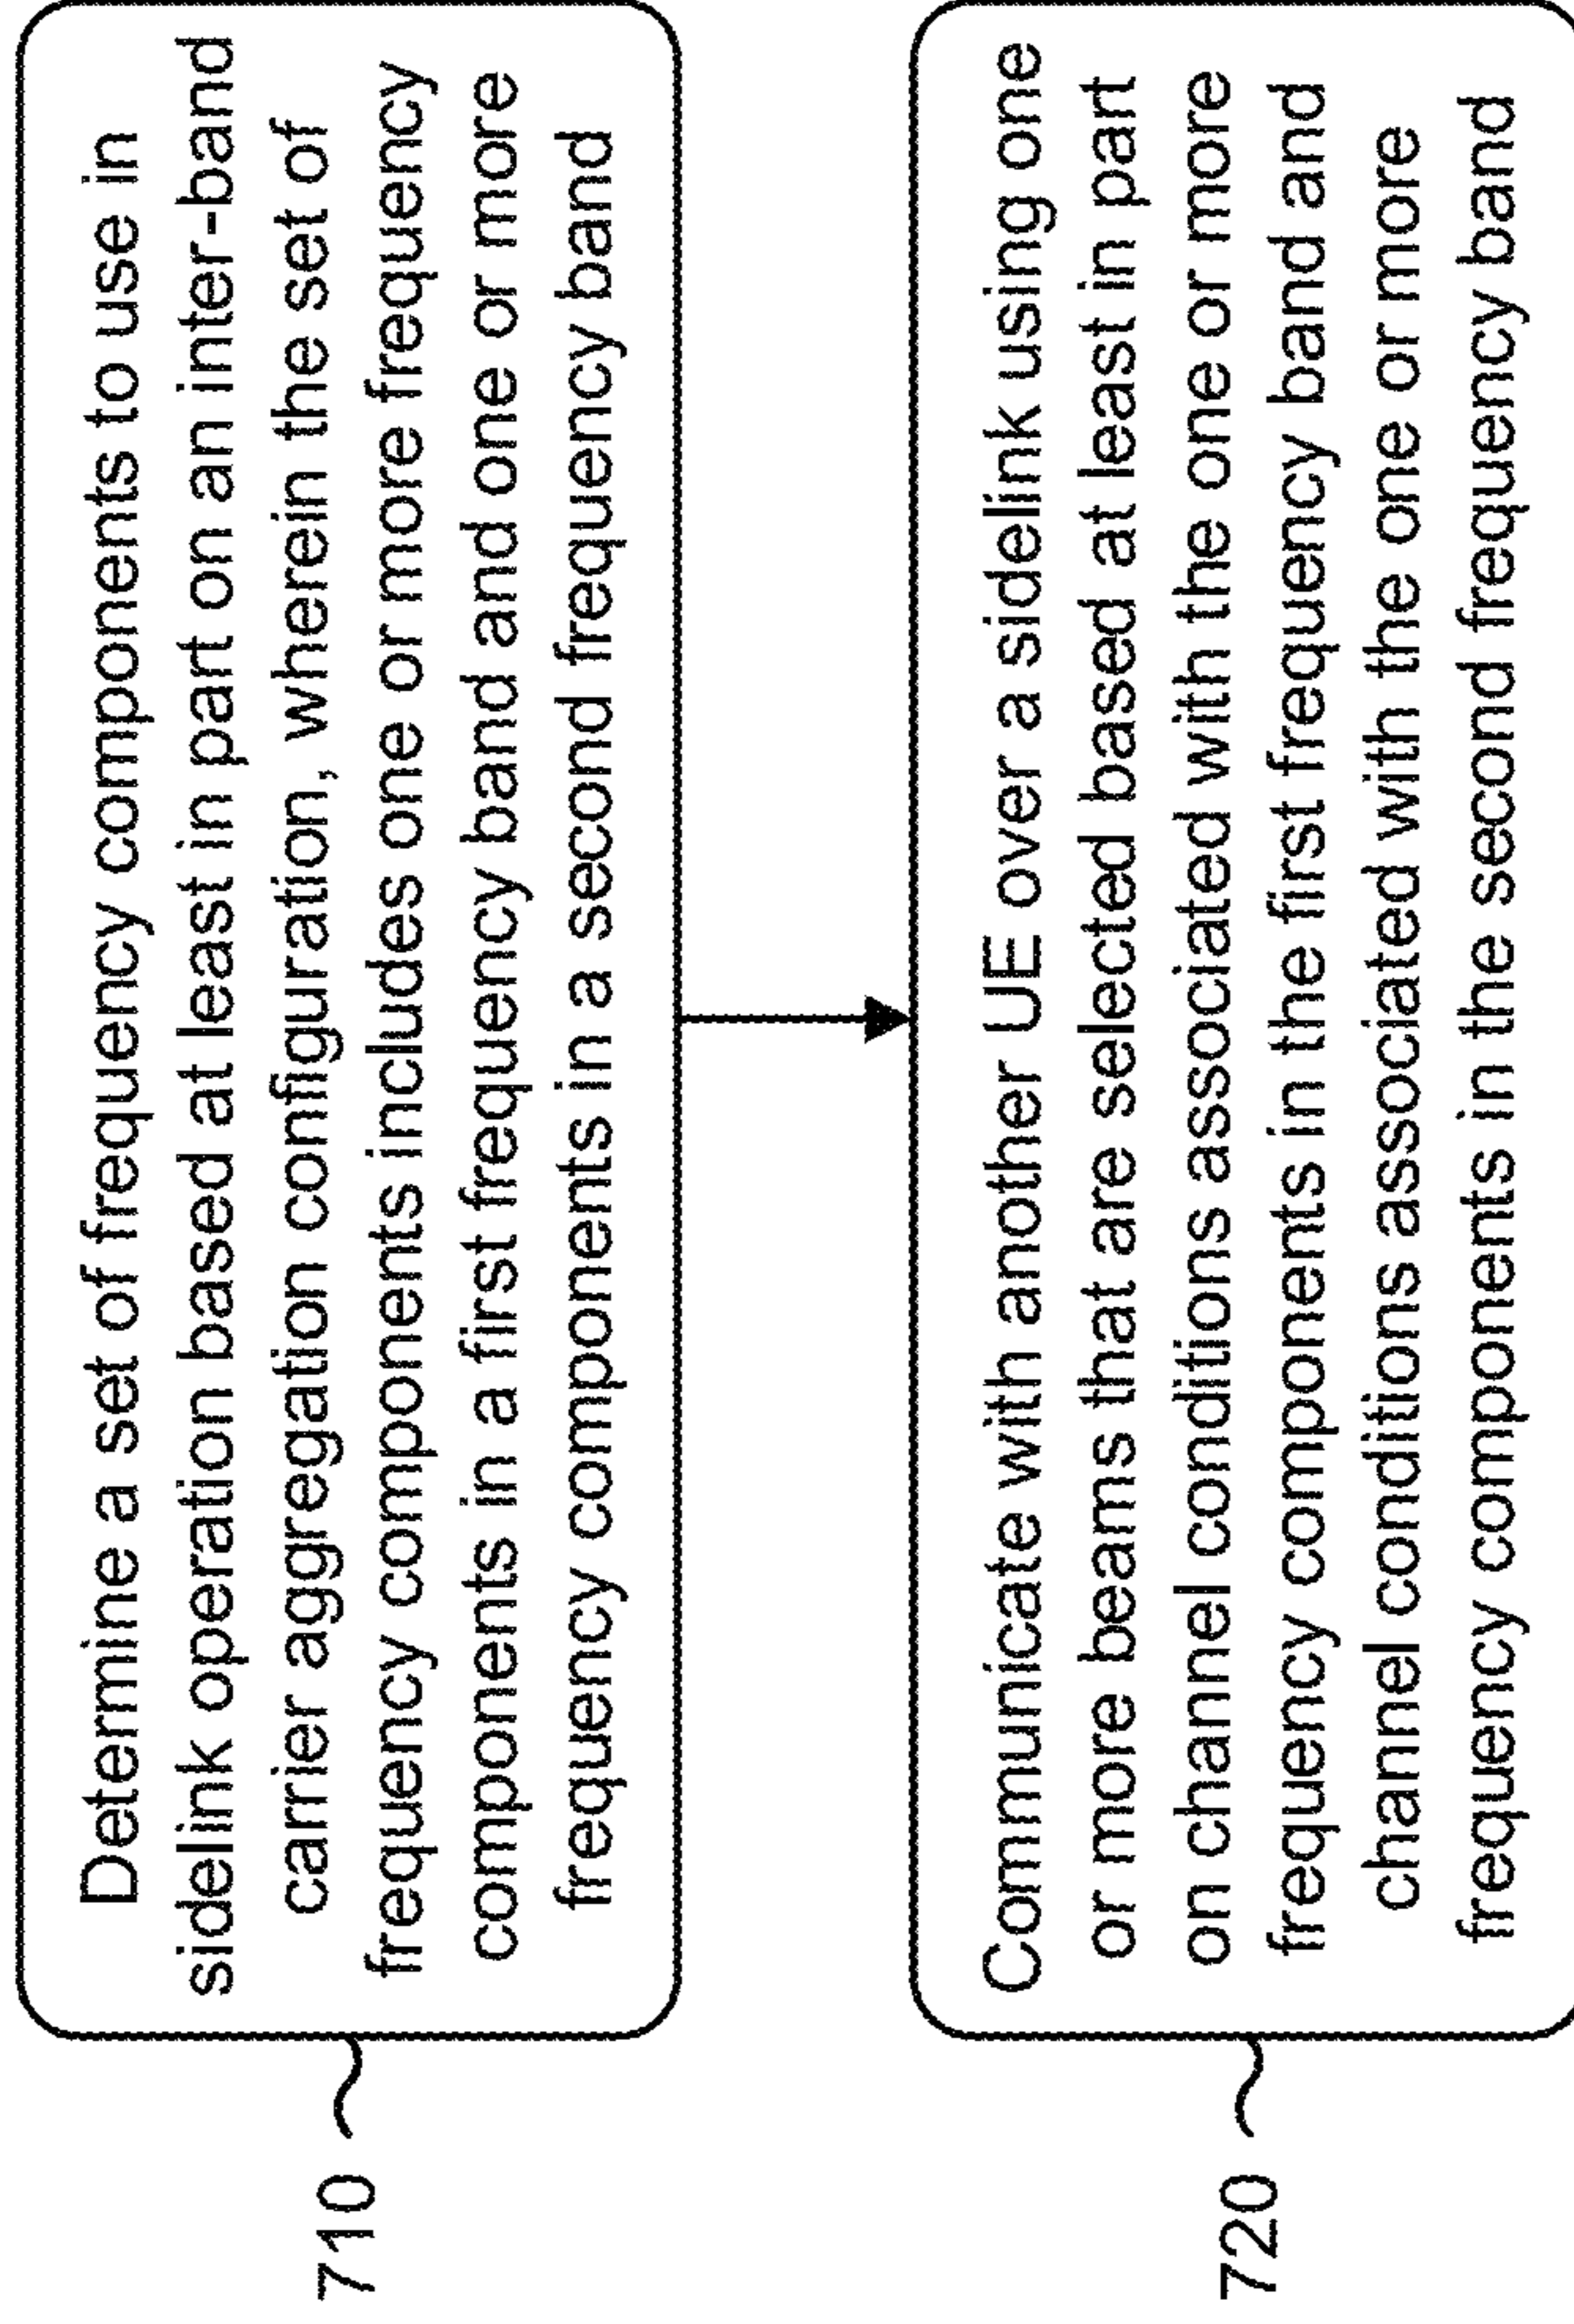 710
Determine a set of frequency components to use in
sidelink operation based at least in part on an inter-band
carrier aggregation configuration, wherein the set of
frequency components includes one or more frequency
components in a first frequency band and one or more
frequency components in a second frequency band
720
Communicate with another UE over a sidelink using one
or more beams that are selected based at least in part
on channel conditions associated with the one or more
frequency components in the first frequency band and
channel conditions associated with the one or more
frequency components in the second frequency band